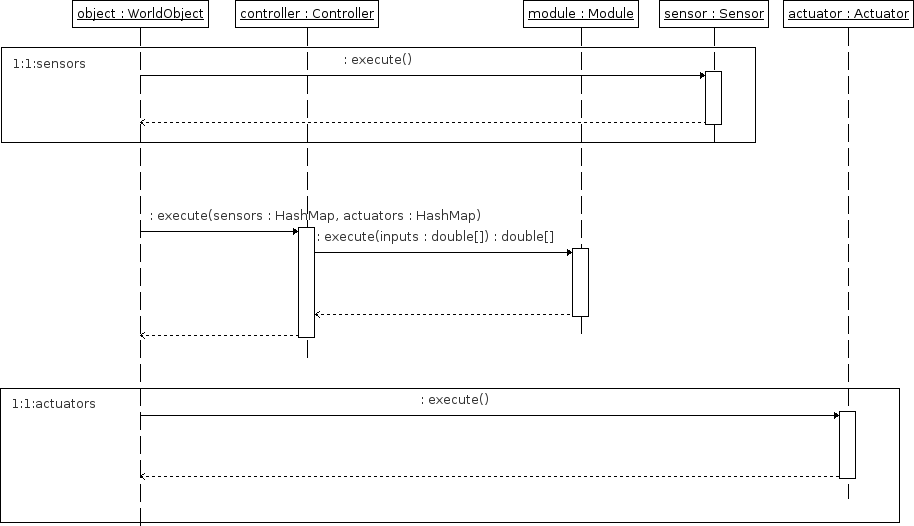 object : WorldObject
controller : Controller
module : Module
sensor : Sensor
actuator : Actuator
1:1:sensors
: execute()
: execute(sensors : HashMap, actuators : HashMap)
: execute(inputs : double[]) : double[]
1:1:actuators
: execute()